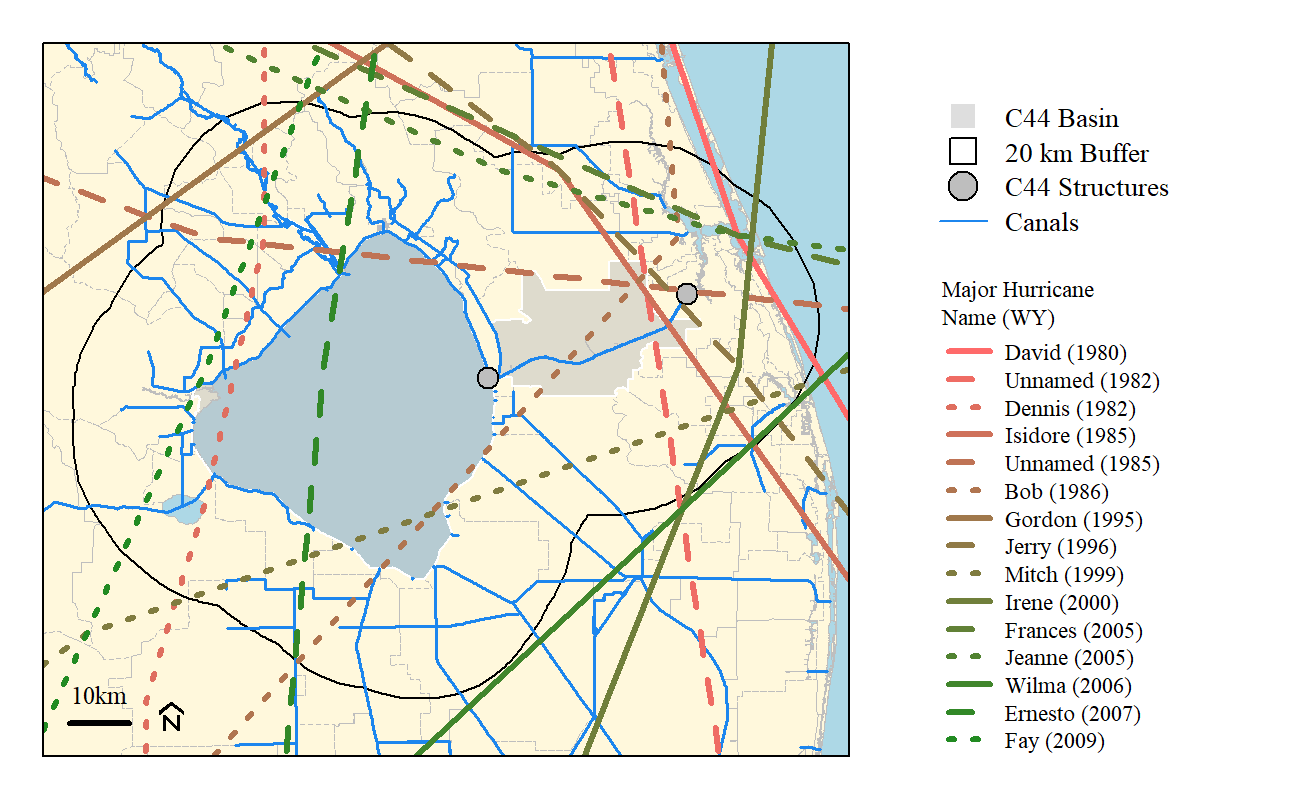 C44 Basin
20 km Buffer
C44 Structures
Canals
Major Hurricane
Name (WY)
David (1980)
Unnamed (1982)
Dennis (1982)
Isidore (1985)
Unnamed (1985)
Bob (1986)
Gordon (1995)
Jerry (1996)
Mitch (1999)
Irene (2000)
Frances (2005)
Jeanne (2005)
Wilma (2006)
Ernesto (2007)
Fay (2009)
10km
N